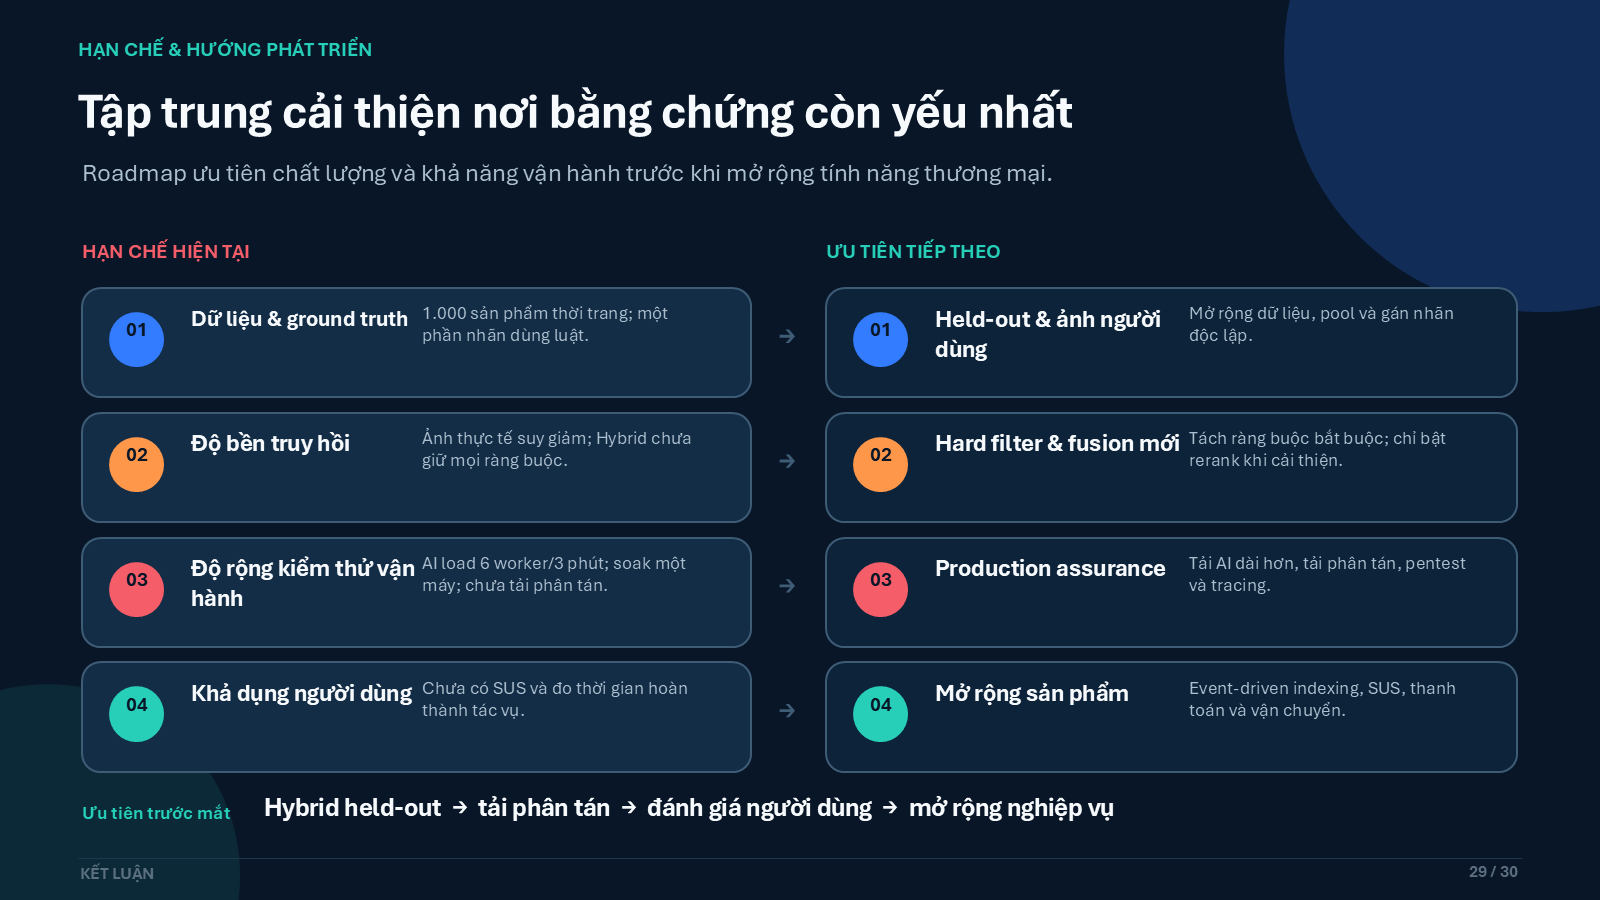 HẠN CHẾ & HƯỚNG PHÁT TRIỂN
Tập trung cải thiện nơi bằng chứng còn yếu nhất
Roadmap ưu tiên chất lượng và khả năng vận hành trước khi mở rộng tính năng thương mại.
HẠN CHẾ HIỆN TẠI
01
Dữ liệu & ground truth
1.000 sản phẩm thời trang; một
phần nhãn dùng luật.
02
Độ bền truy hồi
Ảnh thực tế suy giảm; Hybrid chưa
giữ mọi ràng buộc.
03
Độ rộng kiểm thử vận
hành
AI load 6 worker/3 phút; soak một
máy; chưa tải phân tán.
04
Khả dụng người dùng
Chưa có SUS và đo thời gian hoàn
thành tác vụ.
→
→
→
→
ƯU TIÊN TIẾP THEO
01
Held-out & ảnh người
dùng
Mở rộng dữ liệu, pool và gán nhãn
độc lập.
02
Hard filter & fusion mới
Tách ràng buộc bắt buộc; chỉ bật
rerank khi cải thiện.
03
Production assurance
Tải AI dài hơn, tải phân tán, pentest
và tracing.
04
Mở rộng sản phẩm
Event-driven indexing, SUS, thanh
toán và vận chuyển.
Ưu tiên trước mắt
Hybrid held-out → tải phân tán → đánh giá người dùng → mở rộng nghiệp vụ
KẾT LUẬN
29 / 30